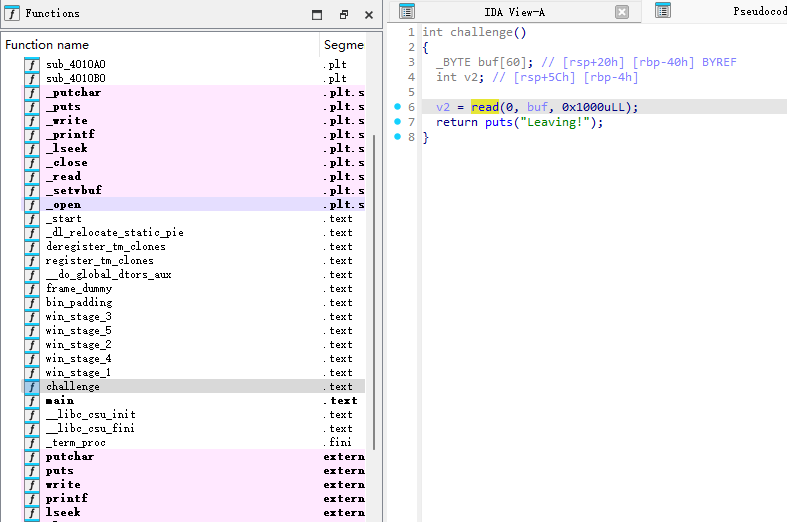 Functions
Function name Segme
sub_4010A0 .plt
sub_4010B0 .plt
_putchar .plt.s
_puts .plt.s
_write .plt.s
_printf .plt.s
_lseek .plt.s
_close .plt.s
_read .plt.s
_setvbuf .plt.s
_open .plt.s
_start .text
_dl_relocate_static_pie .text
deregister_tm_clones .text
register_tm_clones .text
__do_global_dtors_aux .text
frame_dummy .text
bin_padding .text
win_stage_3 .text
win_stage_5 .text
win_stage_2 .text
win_stage_4 .text
win_stage_1 .text
challenge .text
main .text
__libc_csu_init .text
__libc_csu_fini .text
_term_proc .fini
putchar extern
puts extern
write extern
printf extern
lseek extern
IDA View-A Pseudocod
1 int challenge()
2 {
3 _BYTE buf[60]; // [rsp+20h] [rbp-40h] BYREF
4 int v2; // [rsp+5Ch] [rbp-4h]
5
6 v2 = read(0, buf, 0x1000uLL);
7 return puts("Leaving!");
8 }